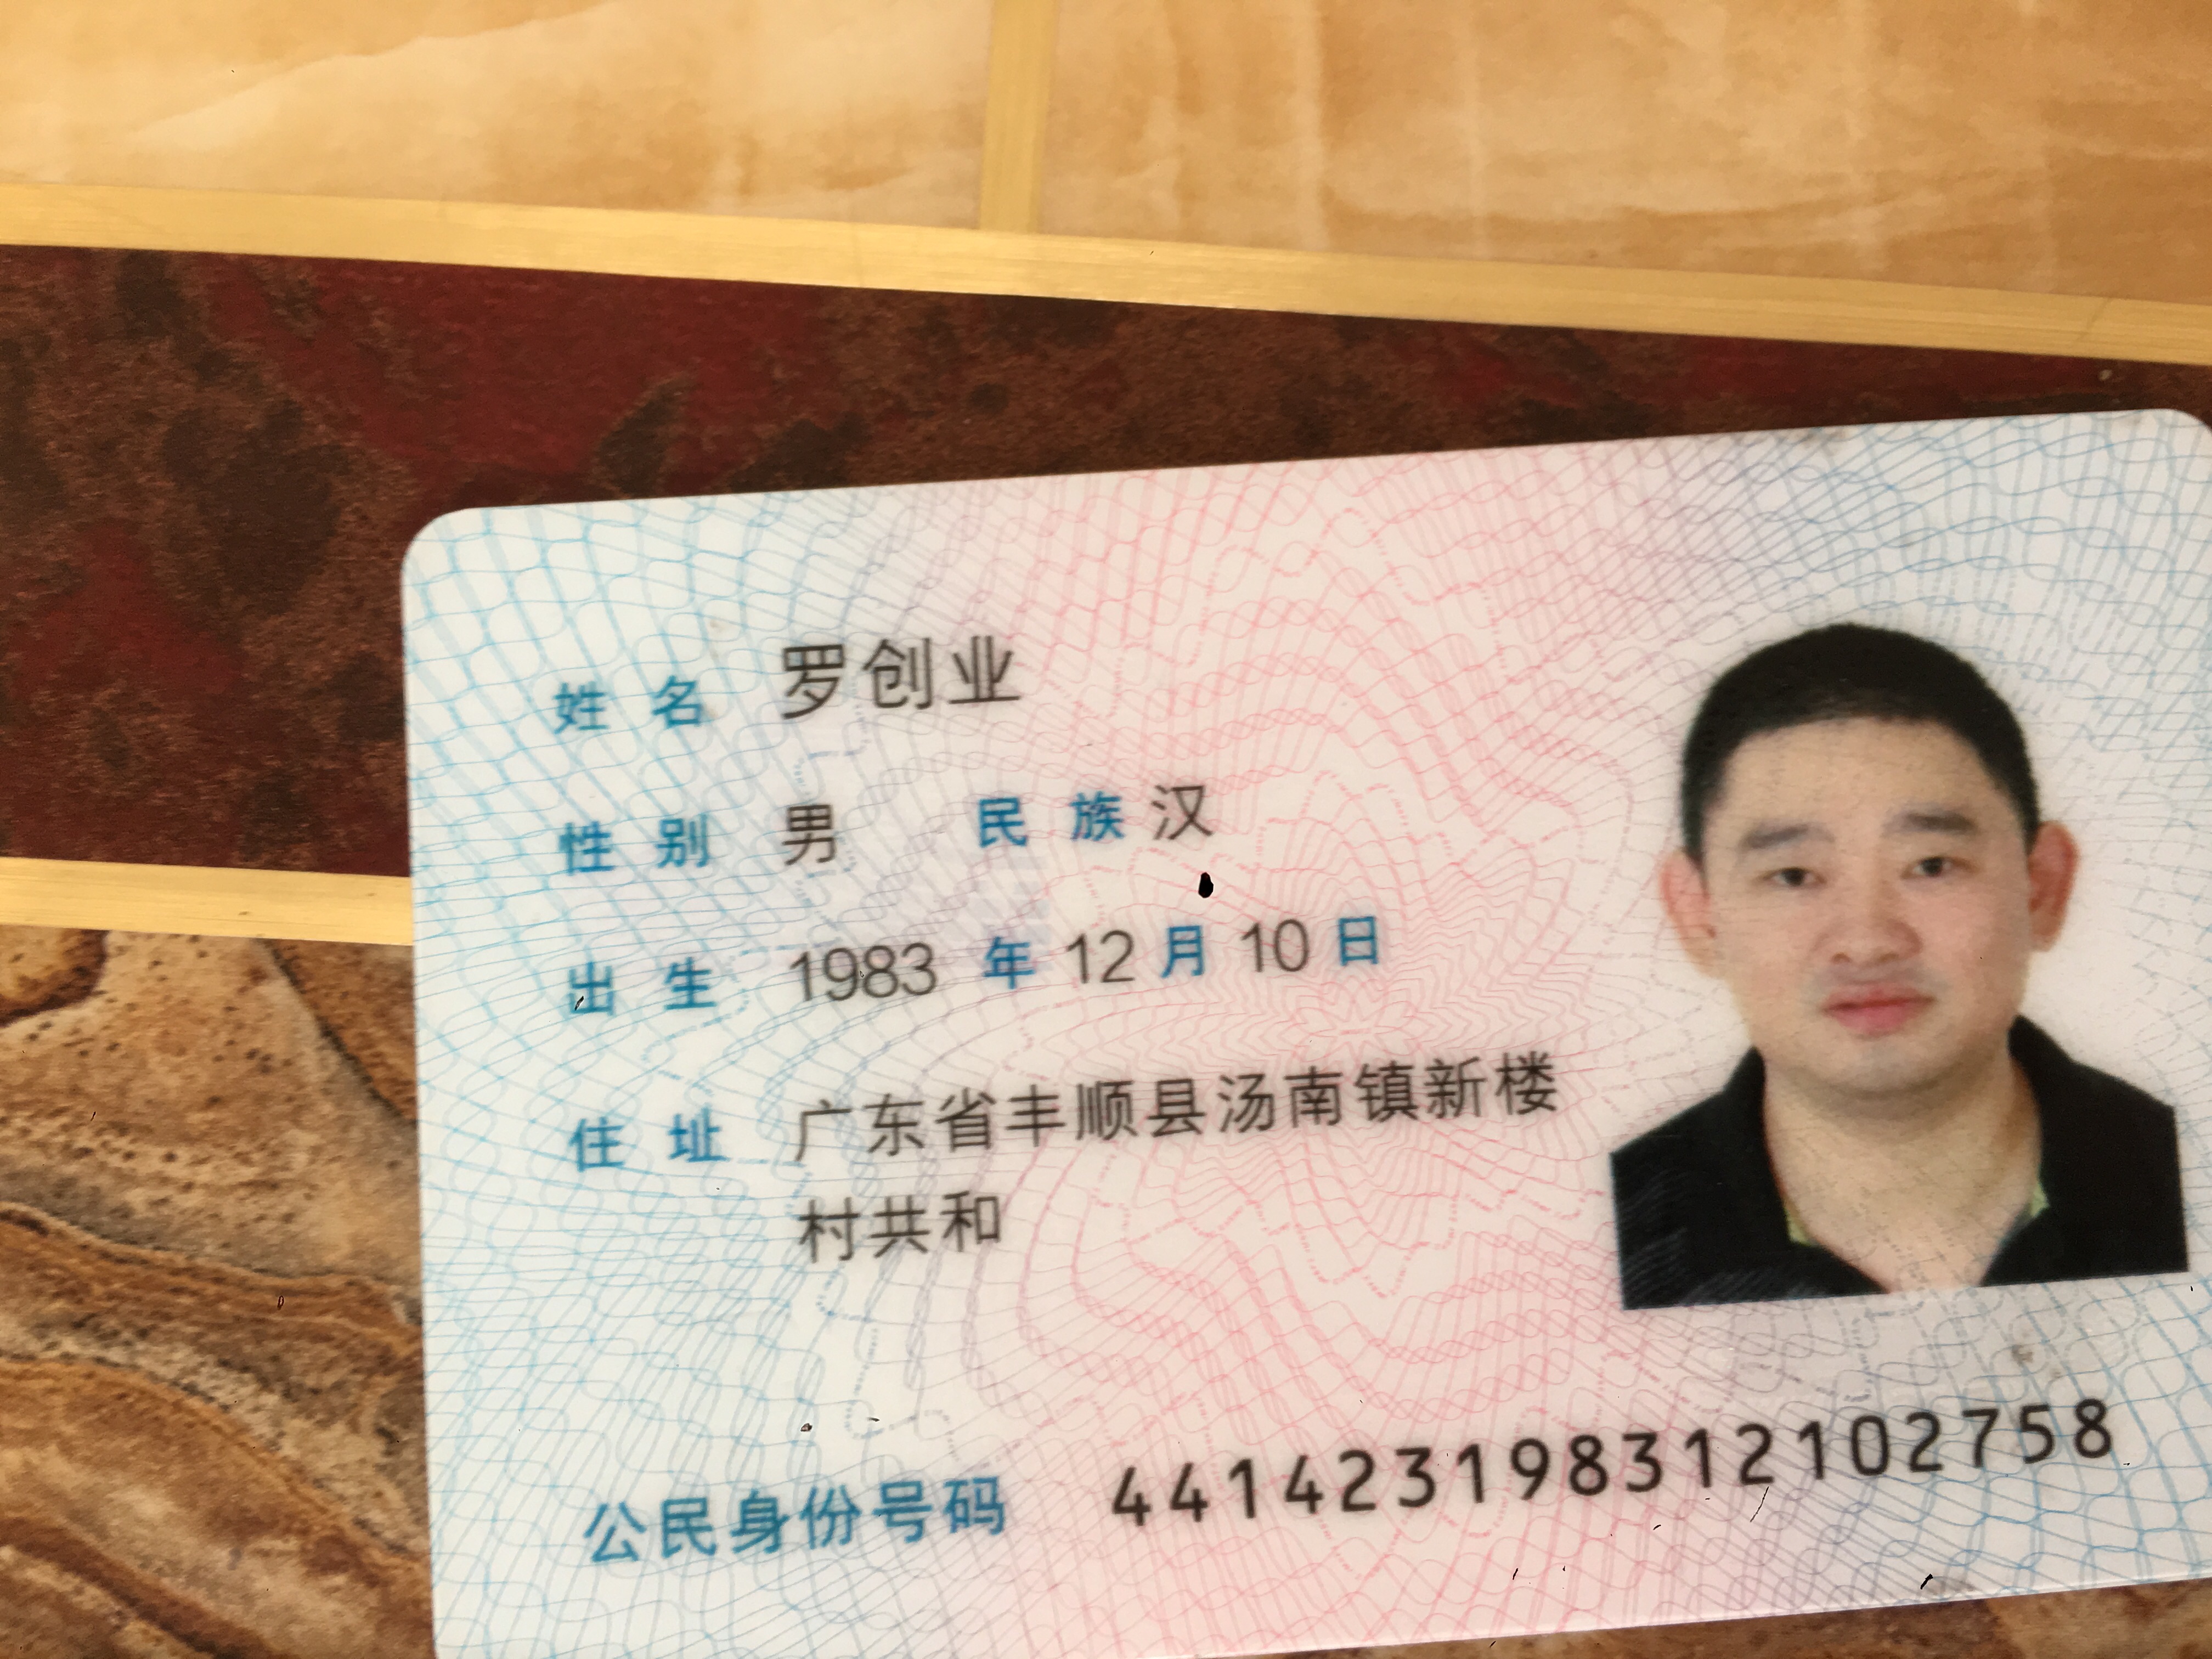 姓名 罗创业
性别 男 民族 汉
出生 1983 年 12 月 10 日
住址 广东省丰顺县汤南镇新楼
村共和
公民身份号码 441423198312102758